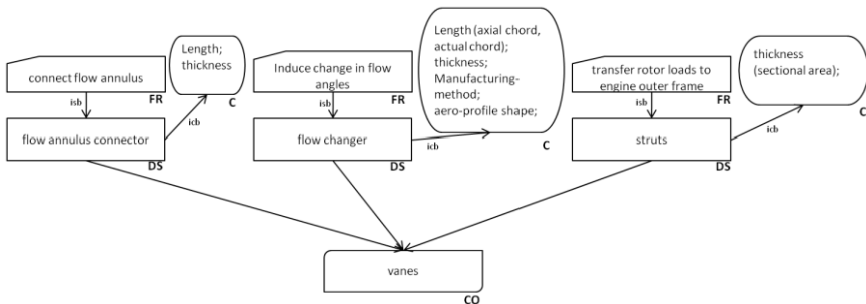 connect flow annulus
FR
Length;
thickness
C
isb
icb
flow annulus connector
DS
Induce change in flow
angles
FR
Length (axial chord,
actual chord);
thickness;
Manufacturing-
method;
aero-profile shape;
C
isb
icb
flow changer
DS
transfer rotor loads to
engine outer frame
FR
thickness
(sectional area);
C
isb
icb
struts
DS
vanes
CO